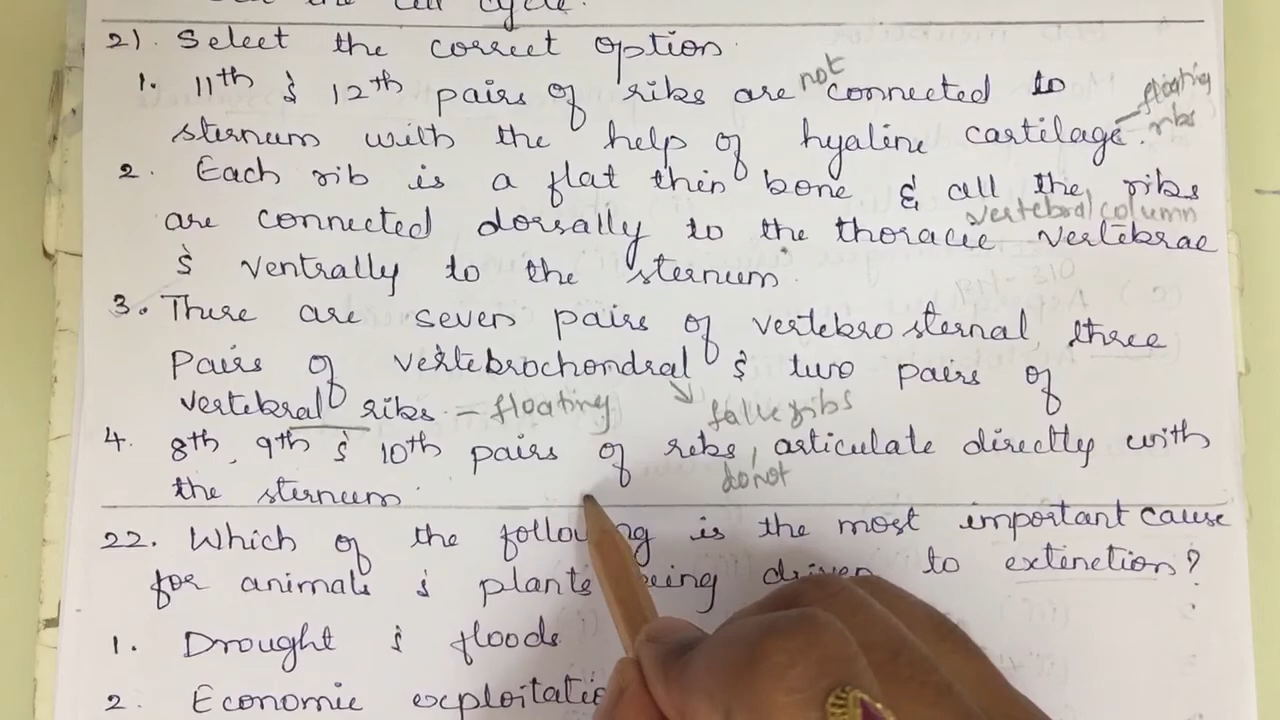 the cell cycle.
21). Select the correct option.
1. 11th & 12th pairs of ribs are not connected to
sternum with the help of hyaline cartilage. floating ribs
2. Each rib is a flat thin bone & all the ribs
vertebral column
are connected dorsally to the thoracic vertebrae
& ventrally to the sternum.
3. There are seven pairs of vertebrosternal, three
Pairs of vertebrochondral & two pairs of
vertebral ribs - floating false ribs
4. 8th, 9th & 10th pairs of ribs, articulate directly with
do not
the sternum.
22. Which of the following is the most important cause
for animals & plants being driven to extinction?
1. Drought & floods
2. Economic exploitatio